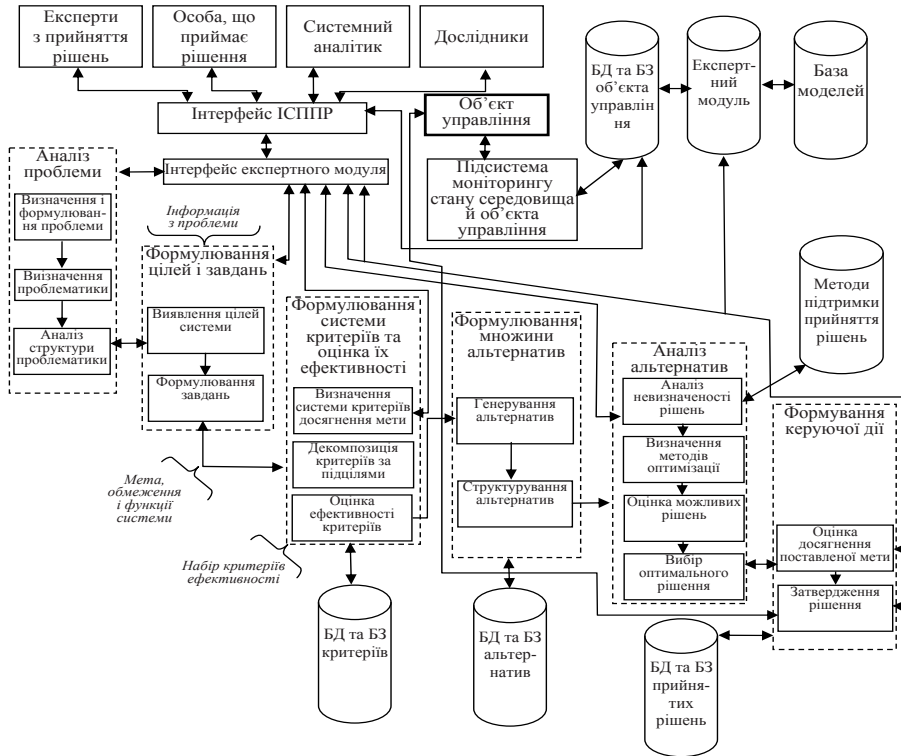 Експерти
з прийняття
рішень
Особа, що
приймає
рішення
Системний
аналітик
Дослідники
БД та БЗ
об’єкта
управлін
ня
Експерт-
ний
модуль
База
моделей
Інтерфейс ІСППР
Об’єкт
управління
Інтерфейс експертного модуля
Підсистема
моніторингу
стану середовища
й об’єкта
управління
Аналіз
проблеми
Визначення і
формулюван-
ня проблеми
Визначення
проблематики
Аналіз
структури
проблематики
Інформація
з проблеми
Формулювання
цілей і завдань
Виявлення цілей
системи
Формулювання
завдань
Мета,
обмеження
і функції
системи
Формулювання
системи
критеріїв та
оцінка їх
ефективності
Визначення
системи критеріїв
досягнення мети
Декомпозиція
критеріїв за
підцілями
Оцінка
ефективності
критеріїв
Набір критеріїв
ефективності
БД та БЗ
критеріїв
Формулювання
множини
альтернатив
Генерування
альтернатив
Структурування
альтернатив
БД та БЗ
альтер-
натив
Аналіз
альтернатив
Аналіз
невизначеності
рішень
Визначення
методів
оптимізації
Оцінка можливих
рішень
Вибір
оптимального
рішення
БД та БЗ
прийня-
тих
рішень
Методи
підтримки
прийняття
рішень
Формування
керуючої дії
Оцінка
досягнення
поставленої мети
Затвердження
рішення